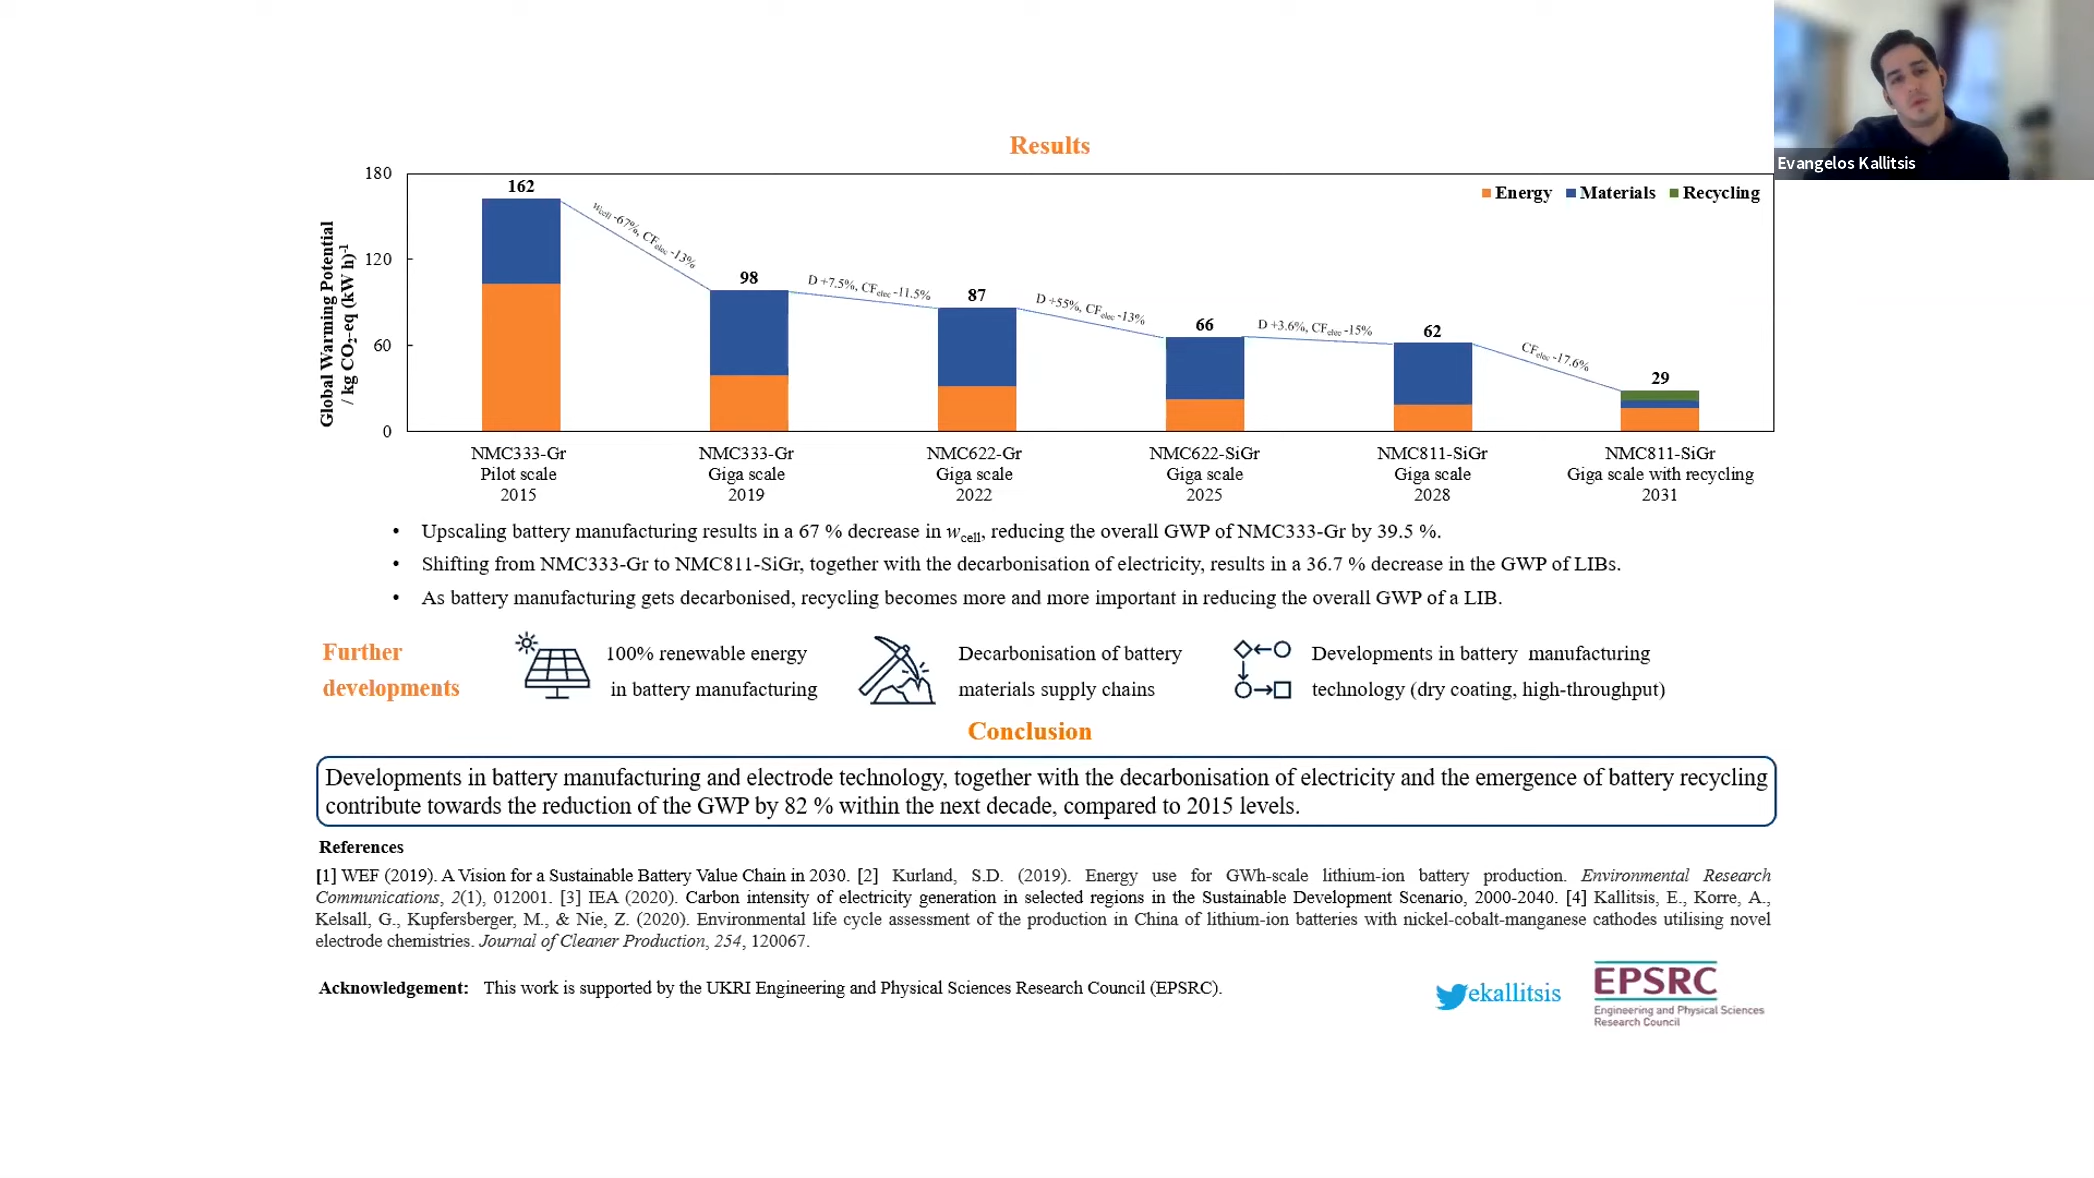 Evangelos Kallitsis
Results
Global Warming Potential
/ kg CO₂-eq (kW h)⁻¹
180
120
60
0
Energy Materials Recycling
162
98
87
66
62
29
wcell -67%, CFelec -13%
D +7.5%, CFelec -11.5%
D +55%, CFelec -13%
D +3.6%, CFelec -15%
CFelec -17.6%
NMC333-Gr
Pilot scale
2015
NMC333-Gr
Giga scale
2019
NMC622-Gr
Giga scale
2022
NMC622-SiGr
Giga scale
2025
NMC811-SiGr
Giga scale
2028
NMC811-SiGr
Giga scale with recycling
2031
• Upscaling battery manufacturing results in a 67 % decrease in wcell, reducing the overall GWP of NMC333-Gr by 39.5 %.
• Shifting from NMC333-Gr to NMC811-SiGr, together with the decarbonisation of electricity, results in a 36.7 % decrease in the GWP of LIBs.
• As battery manufacturing gets decarbonised, recycling becomes more and more important in reducing the overall GWP of a LIB.
Further
developments
100% renewable energy
in battery manufacturing
Decarbonisation of battery
materials supply chains
Developments in battery manufacturing
technology (dry coating, high-throughput)
Conclusion
Developments in battery manufacturing and electrode technology, together with the decarbonisation of electricity and the emergence of battery recycling
contribute towards the reduction of the GWP by 82 % within the next decade, compared to 2015 levels.
References
[1] WEF (2019). A Vision for a Sustainable Battery Value Chain in 2030. [2] Kurland, S.D. (2019). Energy use for GWh-scale lithium-ion battery production. Environmental Research
Communications, 2(1), 012001. [3] IEA (2020). Carbon intensity of electricity generation in selected regions in the Sustainable Development Scenario, 2000-2040. [4] Kallitsis, E., Korre, A.,
Kelsall, G., Kupfersberger, M., & Nie, Z. (2020). Environmental life cycle assessment of the production in China of lithium-ion batteries with nickel-cobalt-manganese cathodes utilising novel
electrode chemistries. Journal of Cleaner Production, 254, 120067.
Acknowledgement: This work is supported by the UKRI Engineering and Physical Sciences Research Council (EPSRC).
ekallitsis
EPSRC
Engineering and Physical Sciences
Research Council